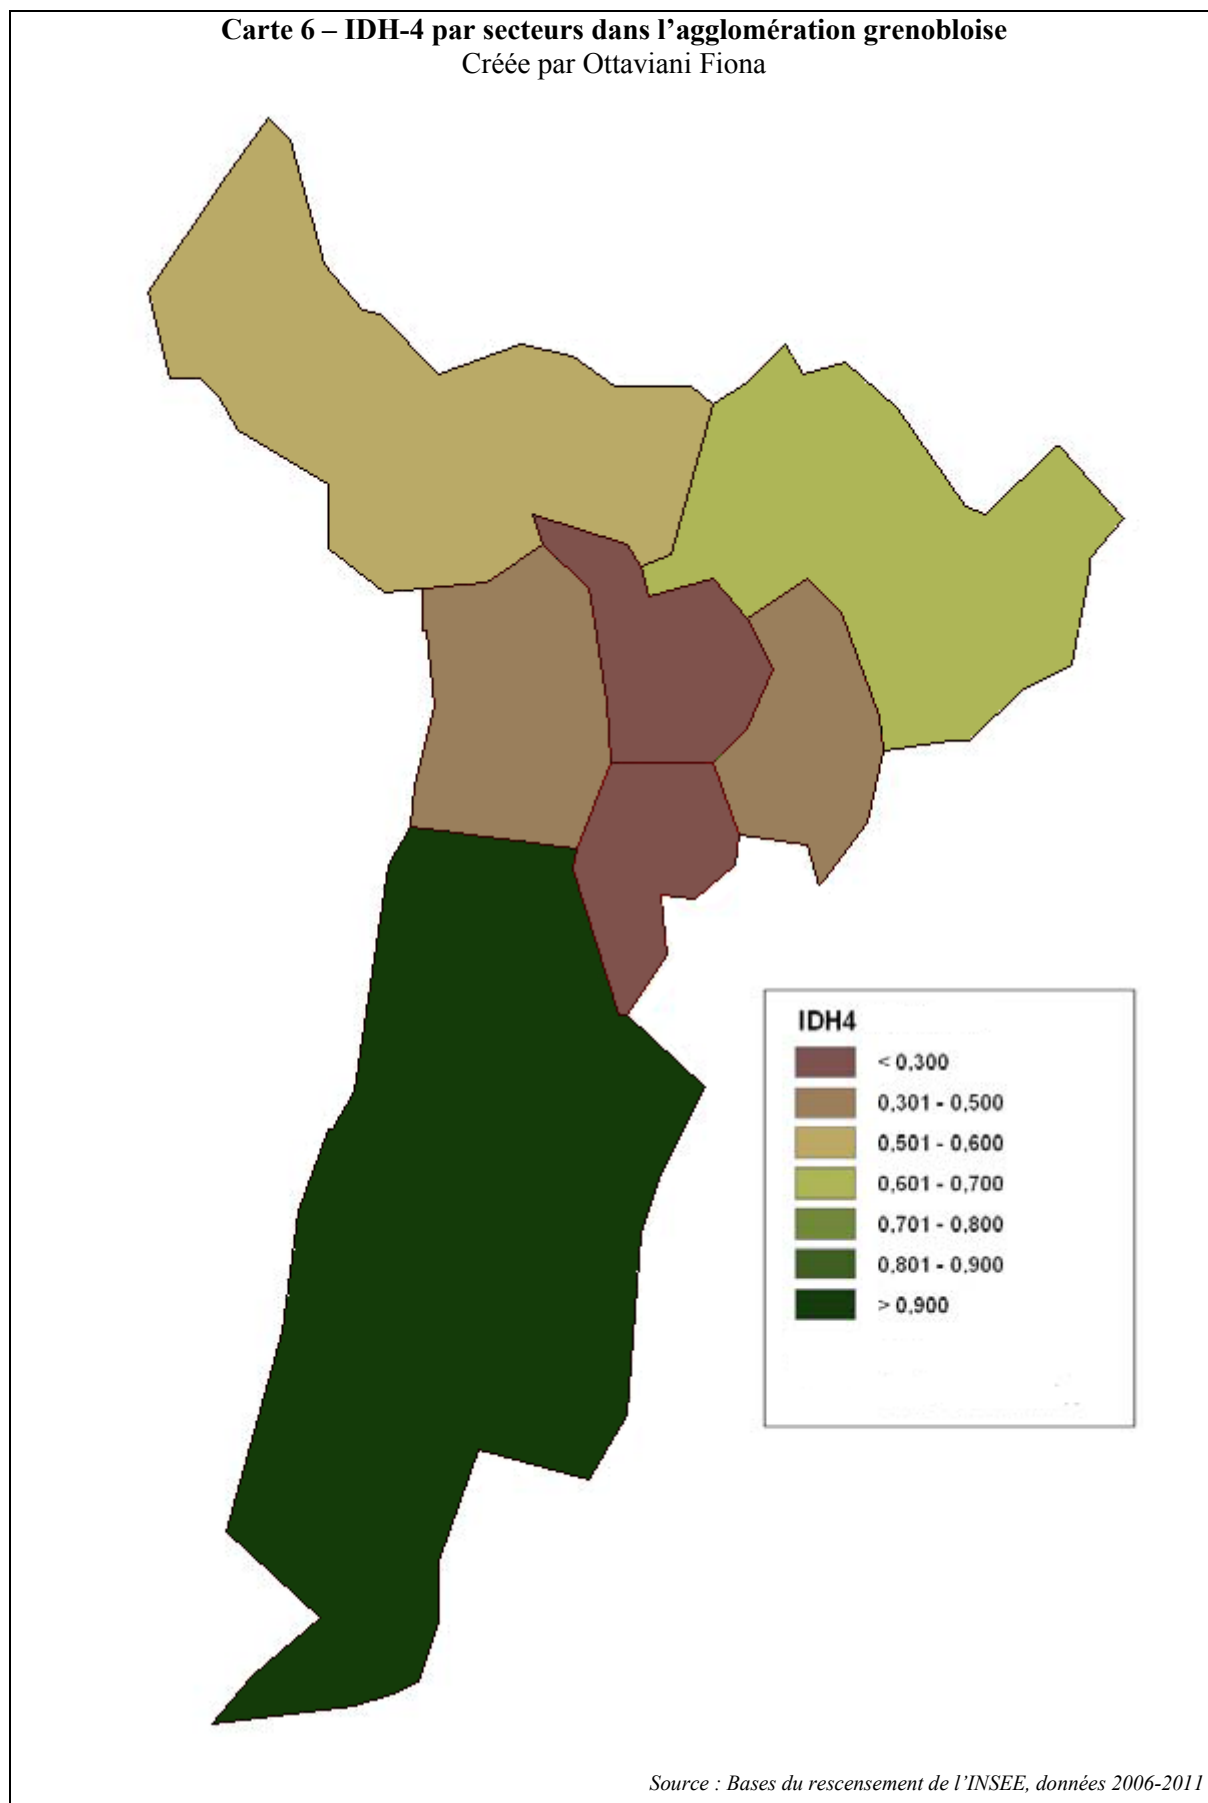 Carte 6 – IDH-4 par secteurs dans l’agglomération grenobloise
Créée par Ottaviani Fiona
IDH4
< 0,300
0,301 - 0,500
0,501 - 0,600
0,601 - 0,700
0,701 - 0,800
0,801 - 0,900
> 0,900
Source : Bases du rescensement de l’INSEE, données 2006-2011